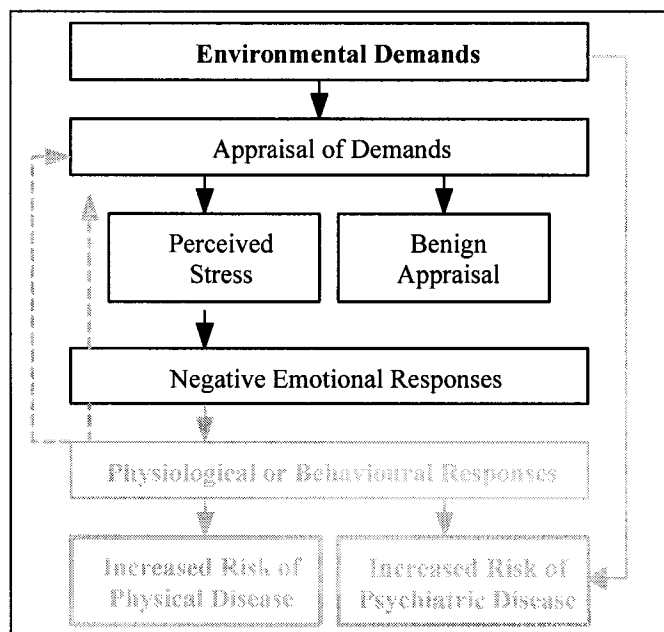 Environmental Demands
Appraisal of Demands
Perceived
Stress
Benign
Appraisal
Negative Emotional Responses
Physiological or Behavioural Responses
Increased Risk of
Physical Disease
Increased Risk of
Psychiatric Disease